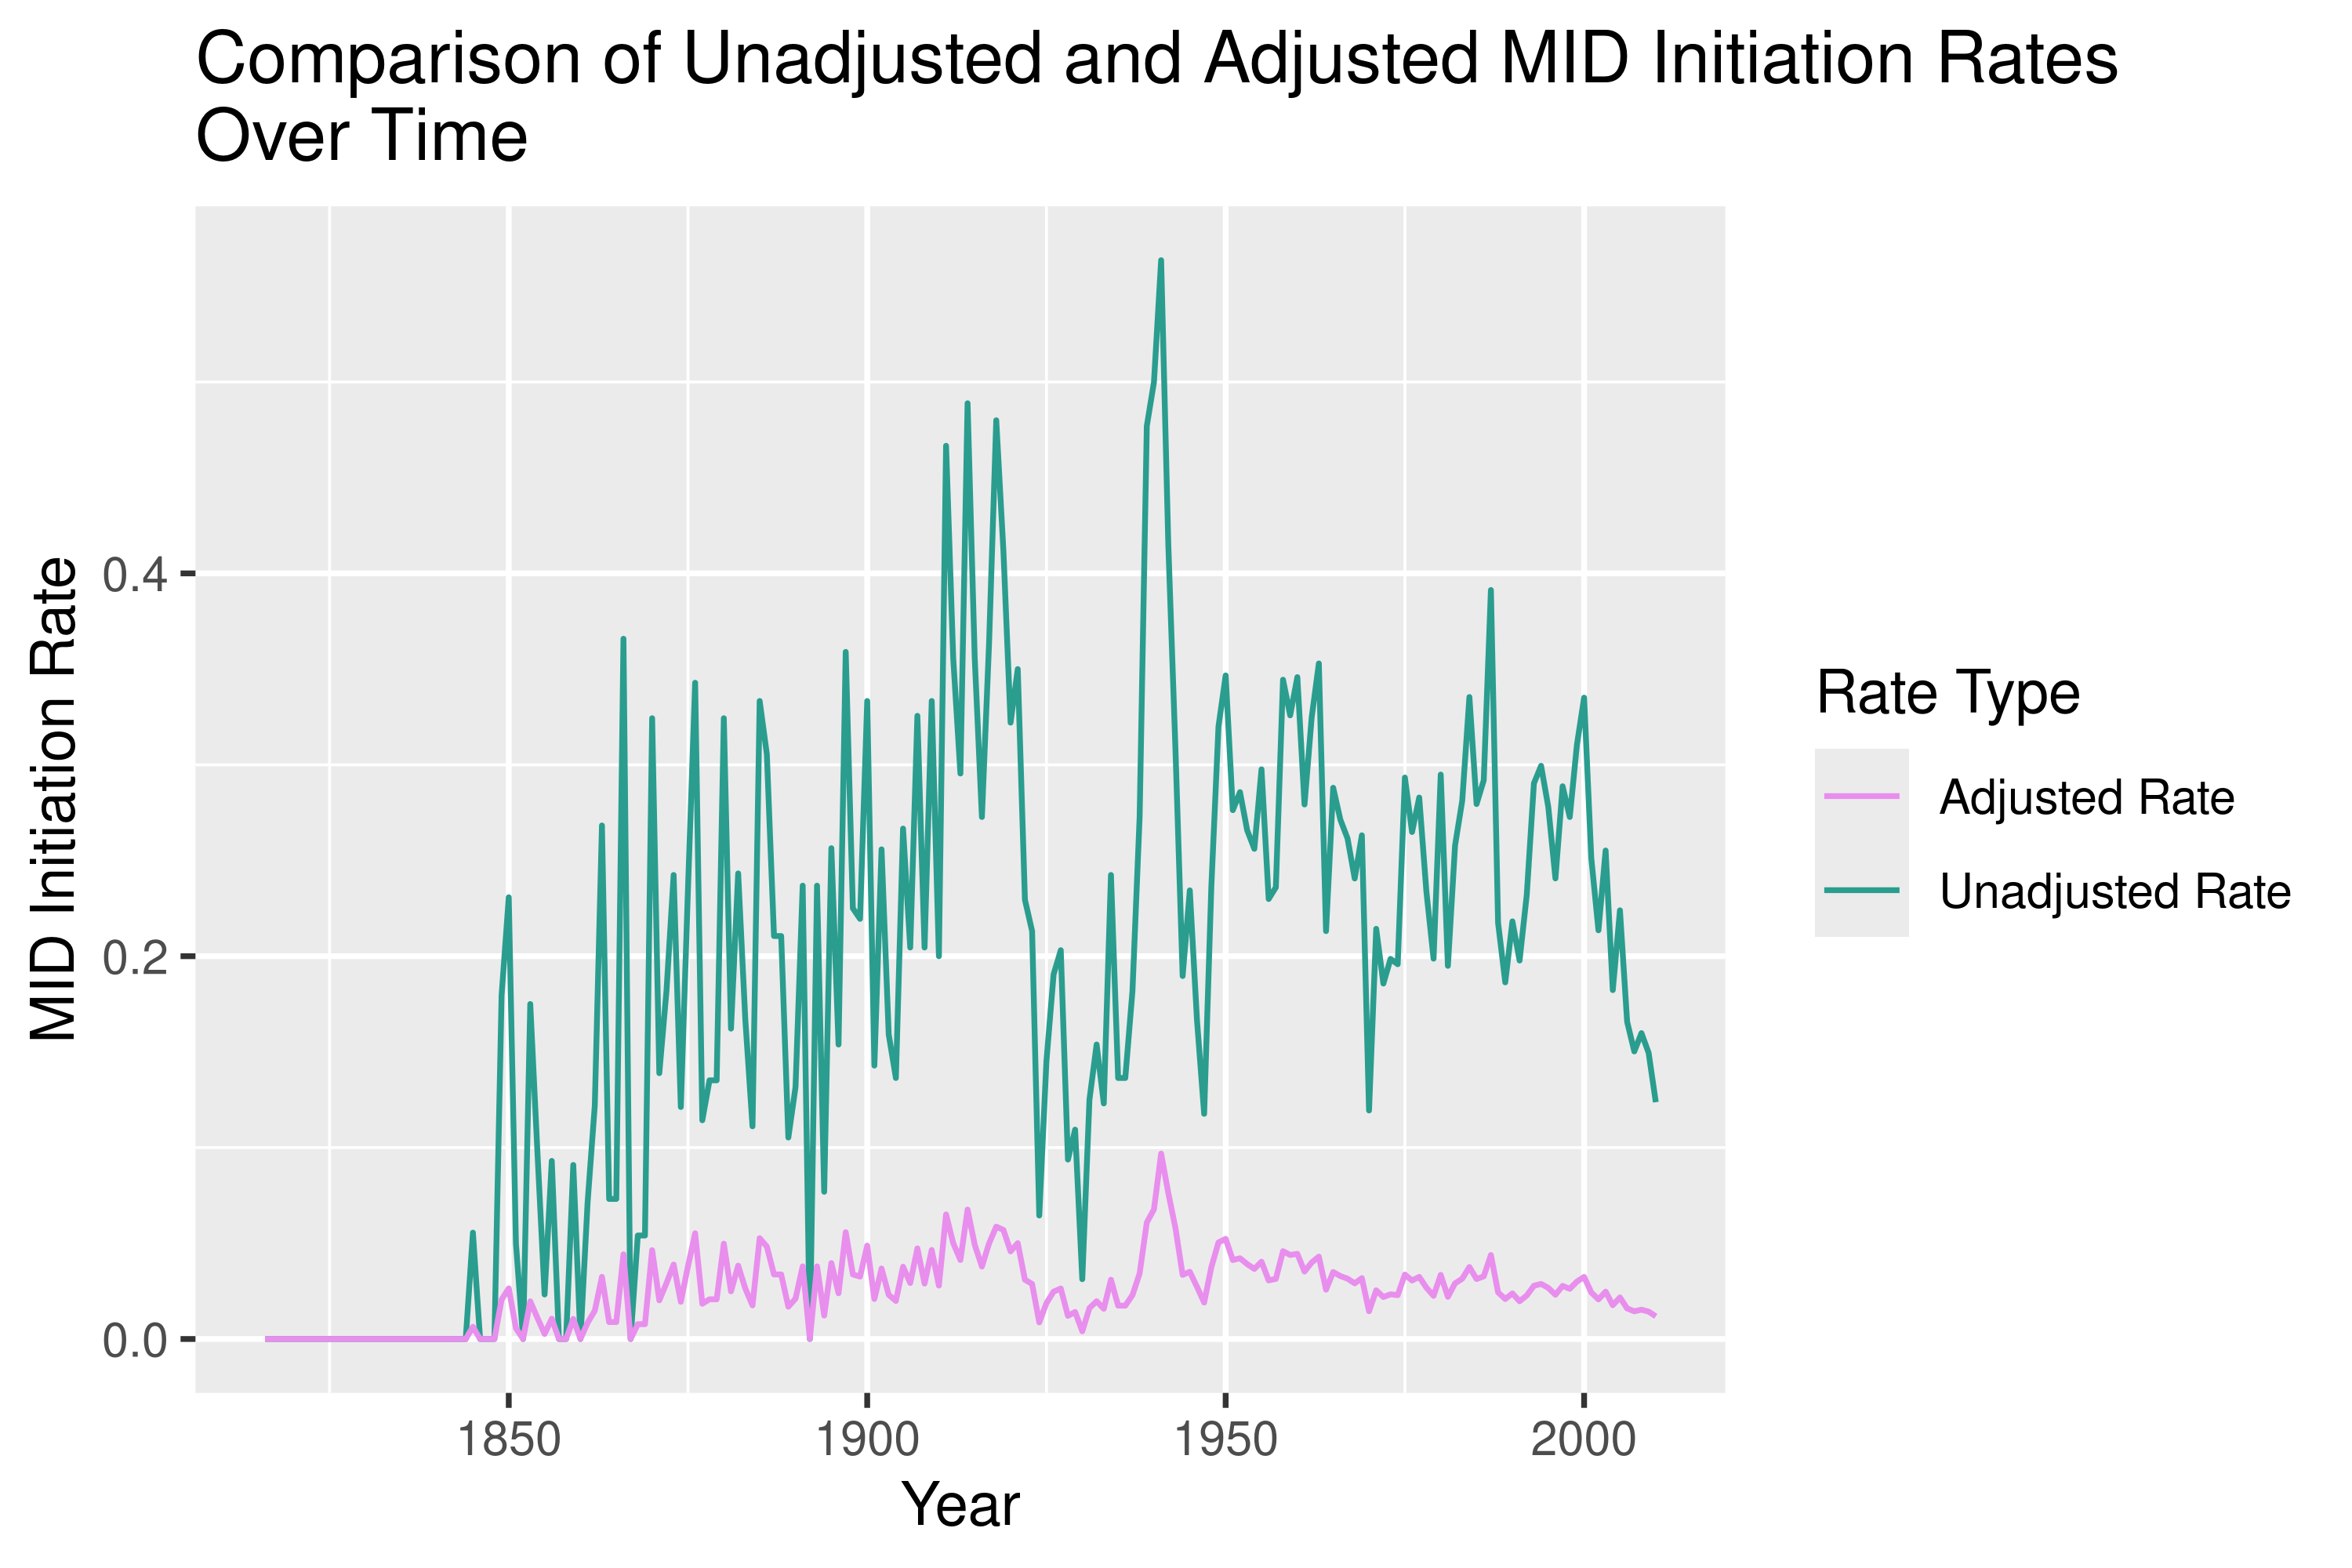 Comparison of Unadjusted and Adjusted MID Initiation Rates
Over Time
MID Initiation Rate
0.4
0.2
0.0
1850
1900
1950
2000
Year
Rate Type
Adjusted Rate
Unadjusted Rate